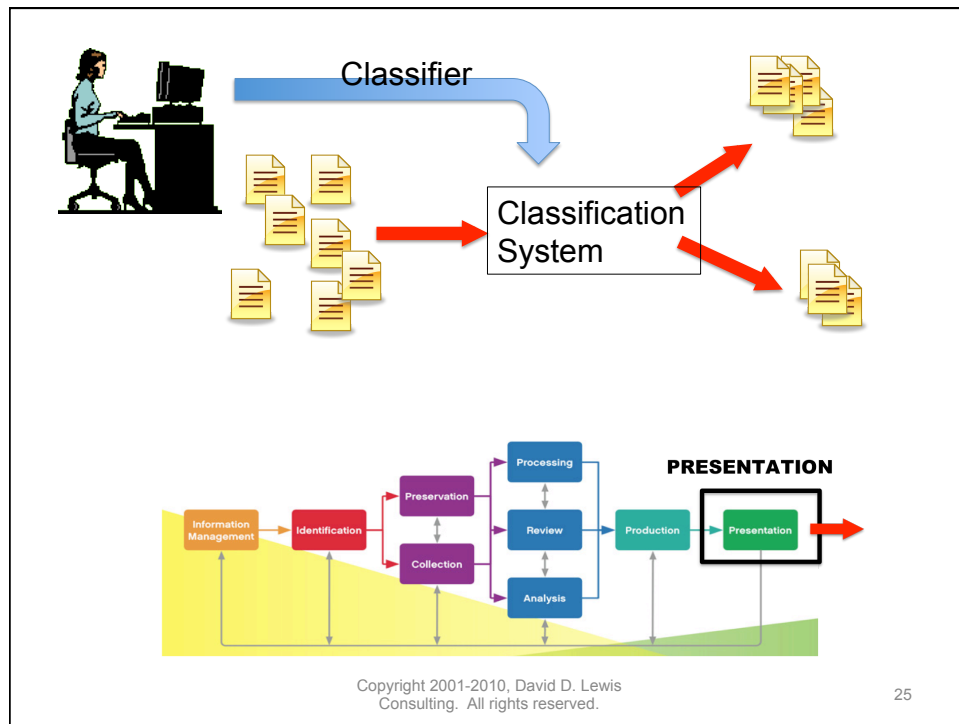 Classifier
Classification
System
PRESENTATION
Processing
Preservation
Information
Management
Identification
Review
Production
Presentation
Collection
Analysis
Copyright 2001-2010, David D. Lewis
Consulting.  All rights reserved.
25